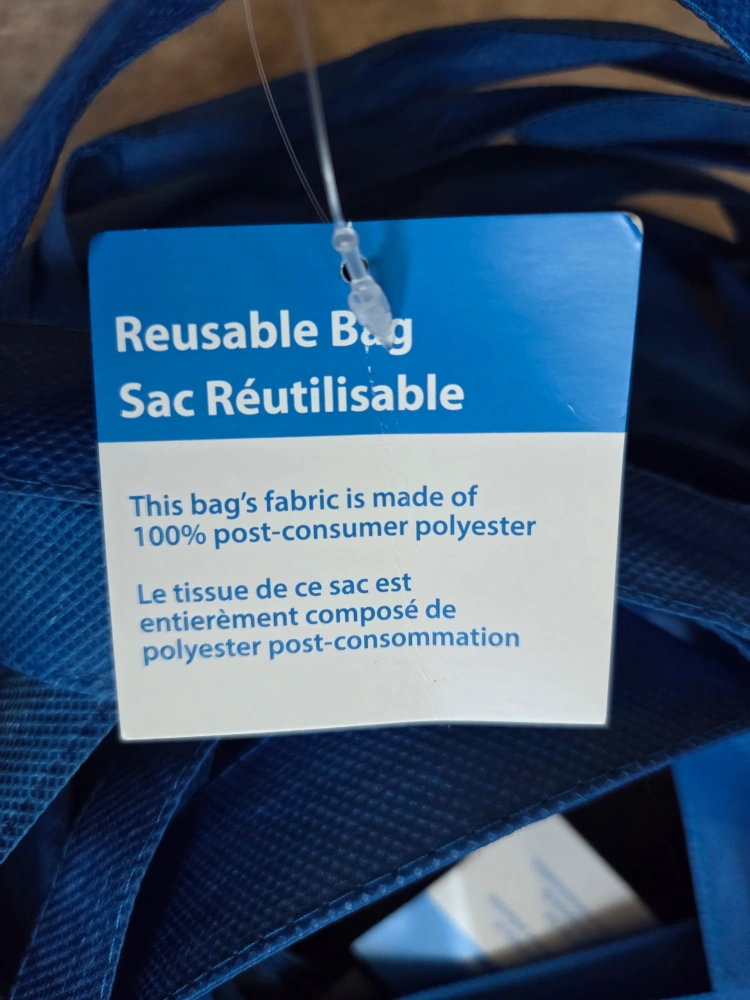 Reusable Bag
Sac Réutilisable
This bag's fabric is made of
100% post-consumer polyester
Le tissue de ce sac est
entierèment composé de
polyester post-consommation